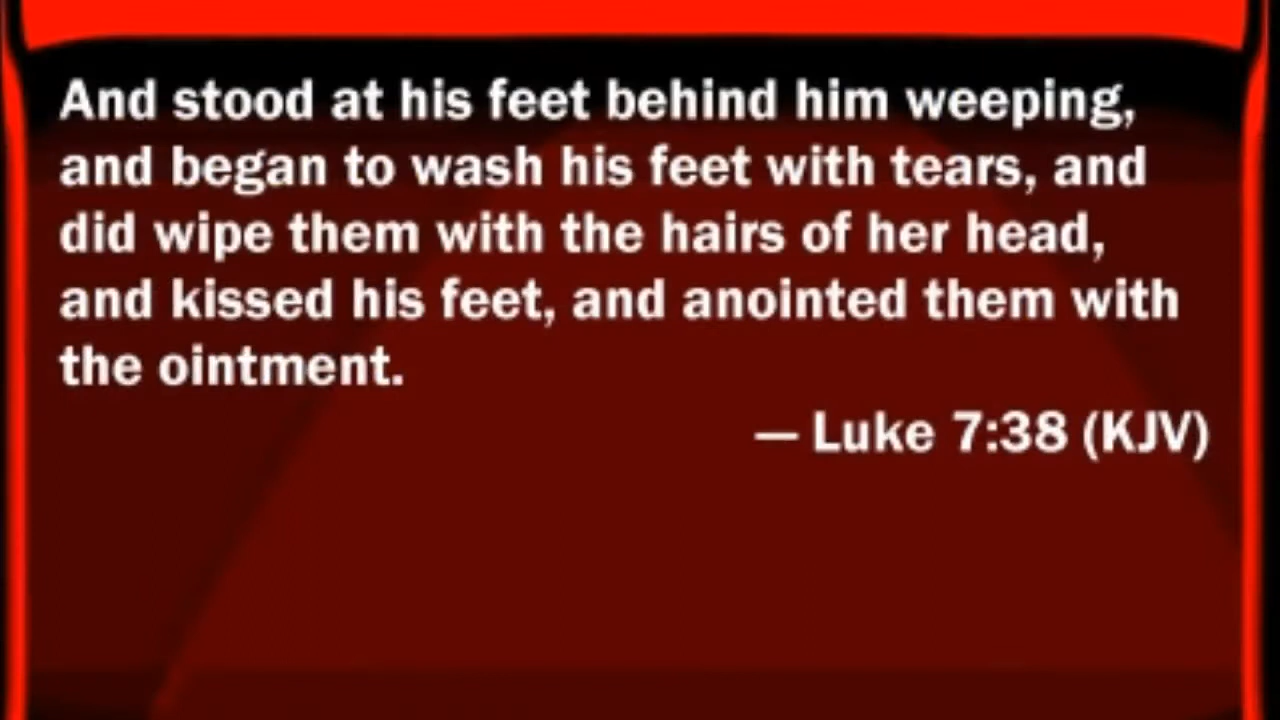 And stood at his feet behind him weeping,
and began to wash his feet with tears, and
did wipe them with the hairs of her head,
and kissed his feet, and anointed them with
the ointment.
— Luke 7:38 (KJV)